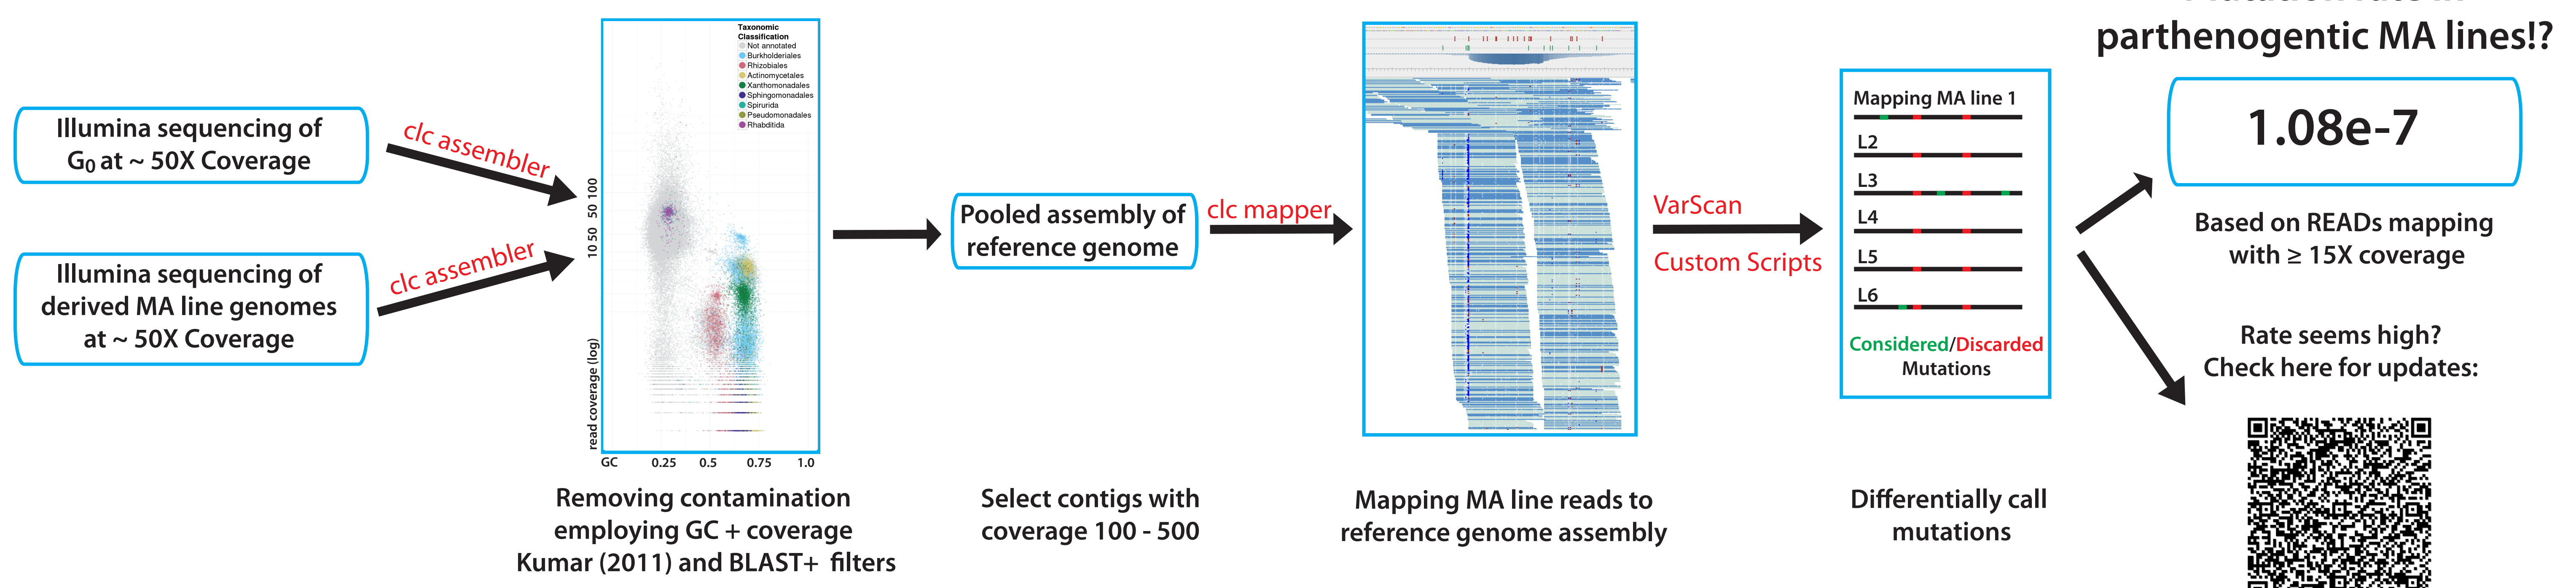 Illumina sequencing of
G0 at ~ 50X Coverage
Illumina sequencing of
derived MA line genomes
at ~ 50X Coverage
clc assembler
clc assembler
Taxonomic
Classification
Not annotated
Burkholderiales
Rhizobiales
Actinomycetales
Xanthomonadales
Sphingomonadales
Spirurida
Pseudomonadales
Rhabditida
read coverage (log)
10 50
50 100
GC
0.25
0.5
0.75
1.0
Removing contamination
employing GC + coverage
Kumar (2011) and BLAST+ filters
Pooled assembly of
reference genome
Select contigs with
coverage 100 - 500
clc mapper
Mapping MA line reads to
reference genome assembly
VarScan
Custom Scripts
Mapping MA line 1
L2
L3
L4
L5
L6
Considered/Discarded
Mutations
Differentially call
mutations
parthenogentic MA lines!?
1.08e-7
Based on READs mapping
with ≥ 15X coverage
Rate seems high?
Check here for updates: